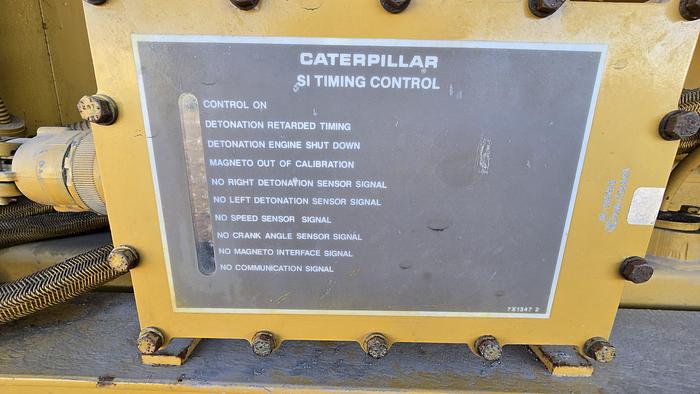 CATERPILLAR
SI TIMING CONTROL
CONTROL ON
DETONATION RETARDED TIMING
DETONATION ENGINE SHUT DOWN
MAGNETO OUT OF CALIBRATION
NO RIGHT DETONATION SENSOR SIGNAL
NO LEFT DETONATION SENSOR SIGNAL
NO SPEED SENSOR SIGNAL
NO CRANK ANGLE SENSOR SIGNAL
NO MAGNETO INTERFACE SIGNAL
NO COMMUNICATION SIGNAL
7X1347 2